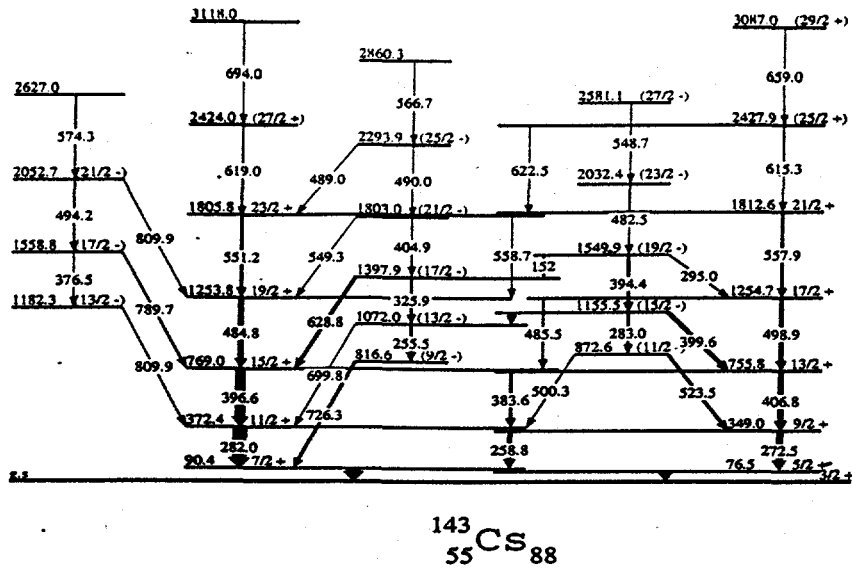 3118.0
3087.0 (29/2 +)
2860.3
694.0
659.0
2627.0
566.7
2581.1 (27/2 -)
2424.0 (27/2 +)
2427.9 (25/2 +)
574.3
2293.9 (25/2 -)
548.7
619.0
622.5
615.3
2052.7 21/2 -)
489.0
490.0
2032.4 (23/2 -)
494.2
1805.8 23/2 +
1803.0 (21/2 -)
482.5
1812.6 21/2 +
809.9
1558.8 17/2 -)
551.2
549.3
404.9
558.7
1549.9 (19/2 -)
557.9
376.5
1397.9 (17/2 -)
152
295.0
1182.3 13/2 -)
1253.8 19/2 +
325.9
394.4
1254.7 17/2 +
789.7
484.8
628.8
1072.0 (13/2 -)
485.5
1155.5 (15/2 -)
498.9
255.5
283.0
399.6
809.9
769.0 15/2 +
699.8
816.6 (9/2 -)
872.6 (11/2 -)
755.8 13/2 +
396.6
726.3
383.6
500.3
523.5
406.8
372.4 11/2 +
349.0 9/2 +
282.0
258.8
272.5
90.4 7/2 +
76.5 5/2 +
3/2 +
143
55 Cs 88